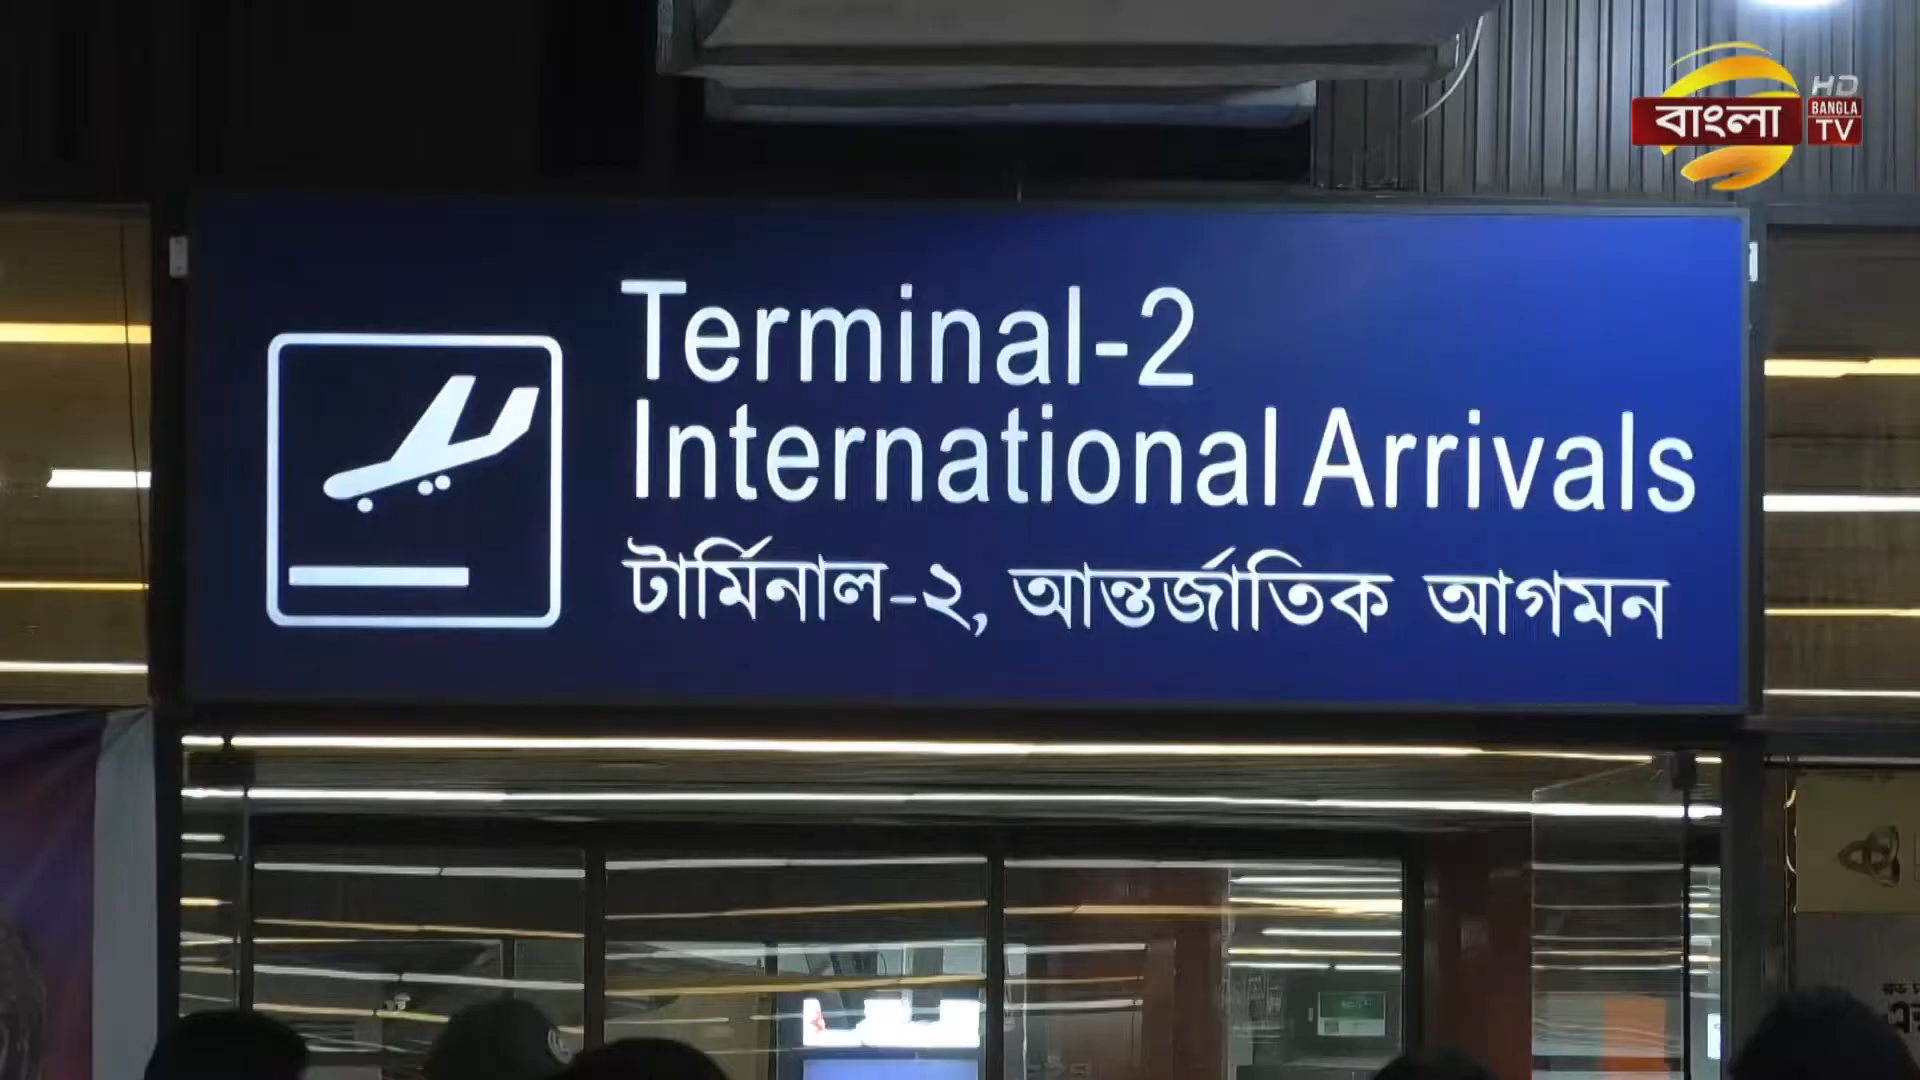 বাংলা
HD
BANGLA
TV
Terminal-2
International Arrivals
টার্মিনাল-২, আন্তর্জাতিক আগমন